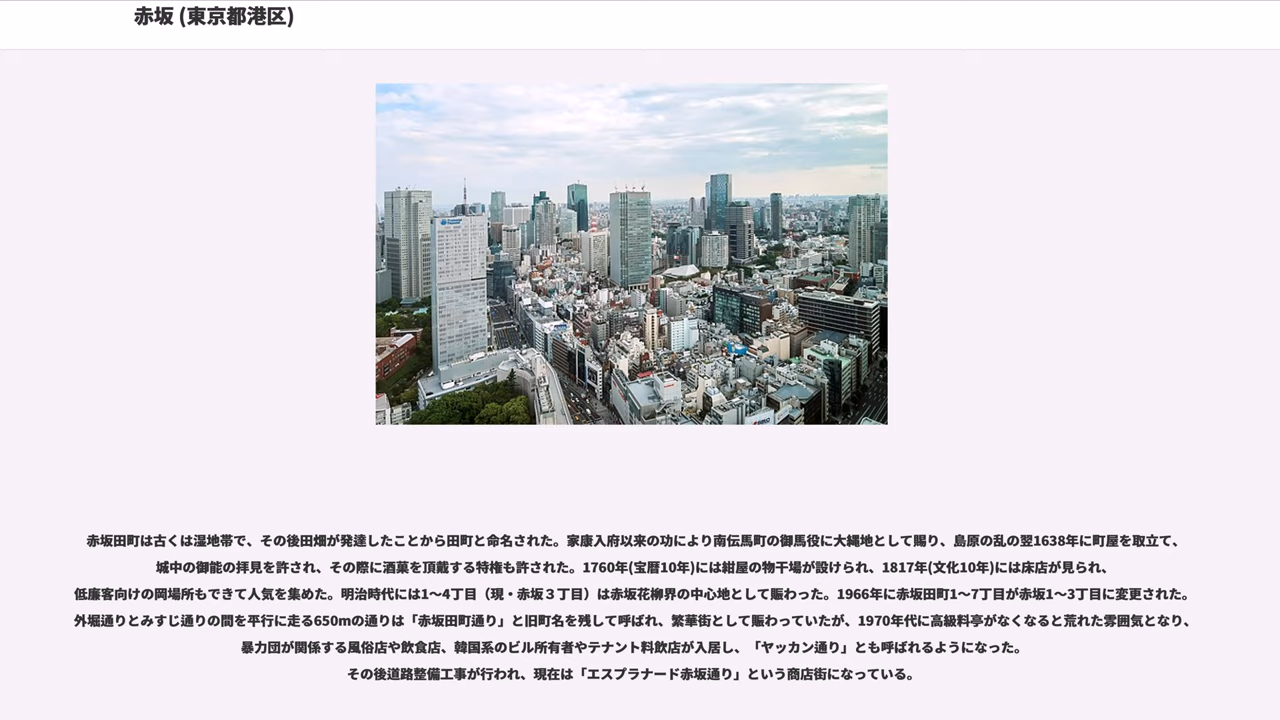 赤坂 (東京都港区)
赤坂田町は古くは湿地帯で、その後田畑が発達したことから田町と命名された。家康入府以来の功により南伝馬町の御馬役に大縄地として賜り、島原の乱の翌1638年に町屋を取立て、
城中の御能の拝見を許され、その際に酒菓を頂戴する特権も許された。1760年(宝暦10年)には紺屋の物干場が設けられ、1817年(文化10年)には床店が見られ、
低廉客向けの岡場所もできて人気を集めた。明治時代には1〜4丁目（現・赤坂３丁目）は赤坂花柳界の中心地として賑わった。1966年に赤坂田町1〜7丁目が赤坂1〜3丁目に変更された。
外堀通りとみすじ通りの間を平行に走る650mの通りは「赤坂田町通り」と旧町名を残して呼ばれ、繁華街として賑わっていたが、1970年代に高級料亭がなくなると荒れた雰囲気となり、
暴力団が関係する風俗店や飲食店、韓国系のビル所有者やテナント料飲店が入居し、「ヤッカン通り」とも呼ばれるようになった。
その後道路整備工事が行われ、現在は「エスプラナード赤坂通り」という商店街になっている。